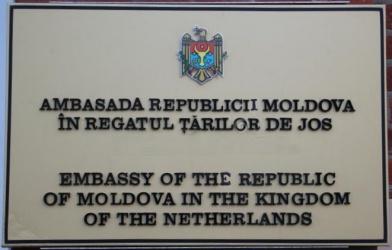 AMBASADA REPUBLICII MOLDOVA
ÎN REGATUL ȚĂRILOR DE JOS
EMBASSY OF THE REPUBLIC
OF MOLDOVA IN THE KINGDOM
OF THE NETHERLANDS